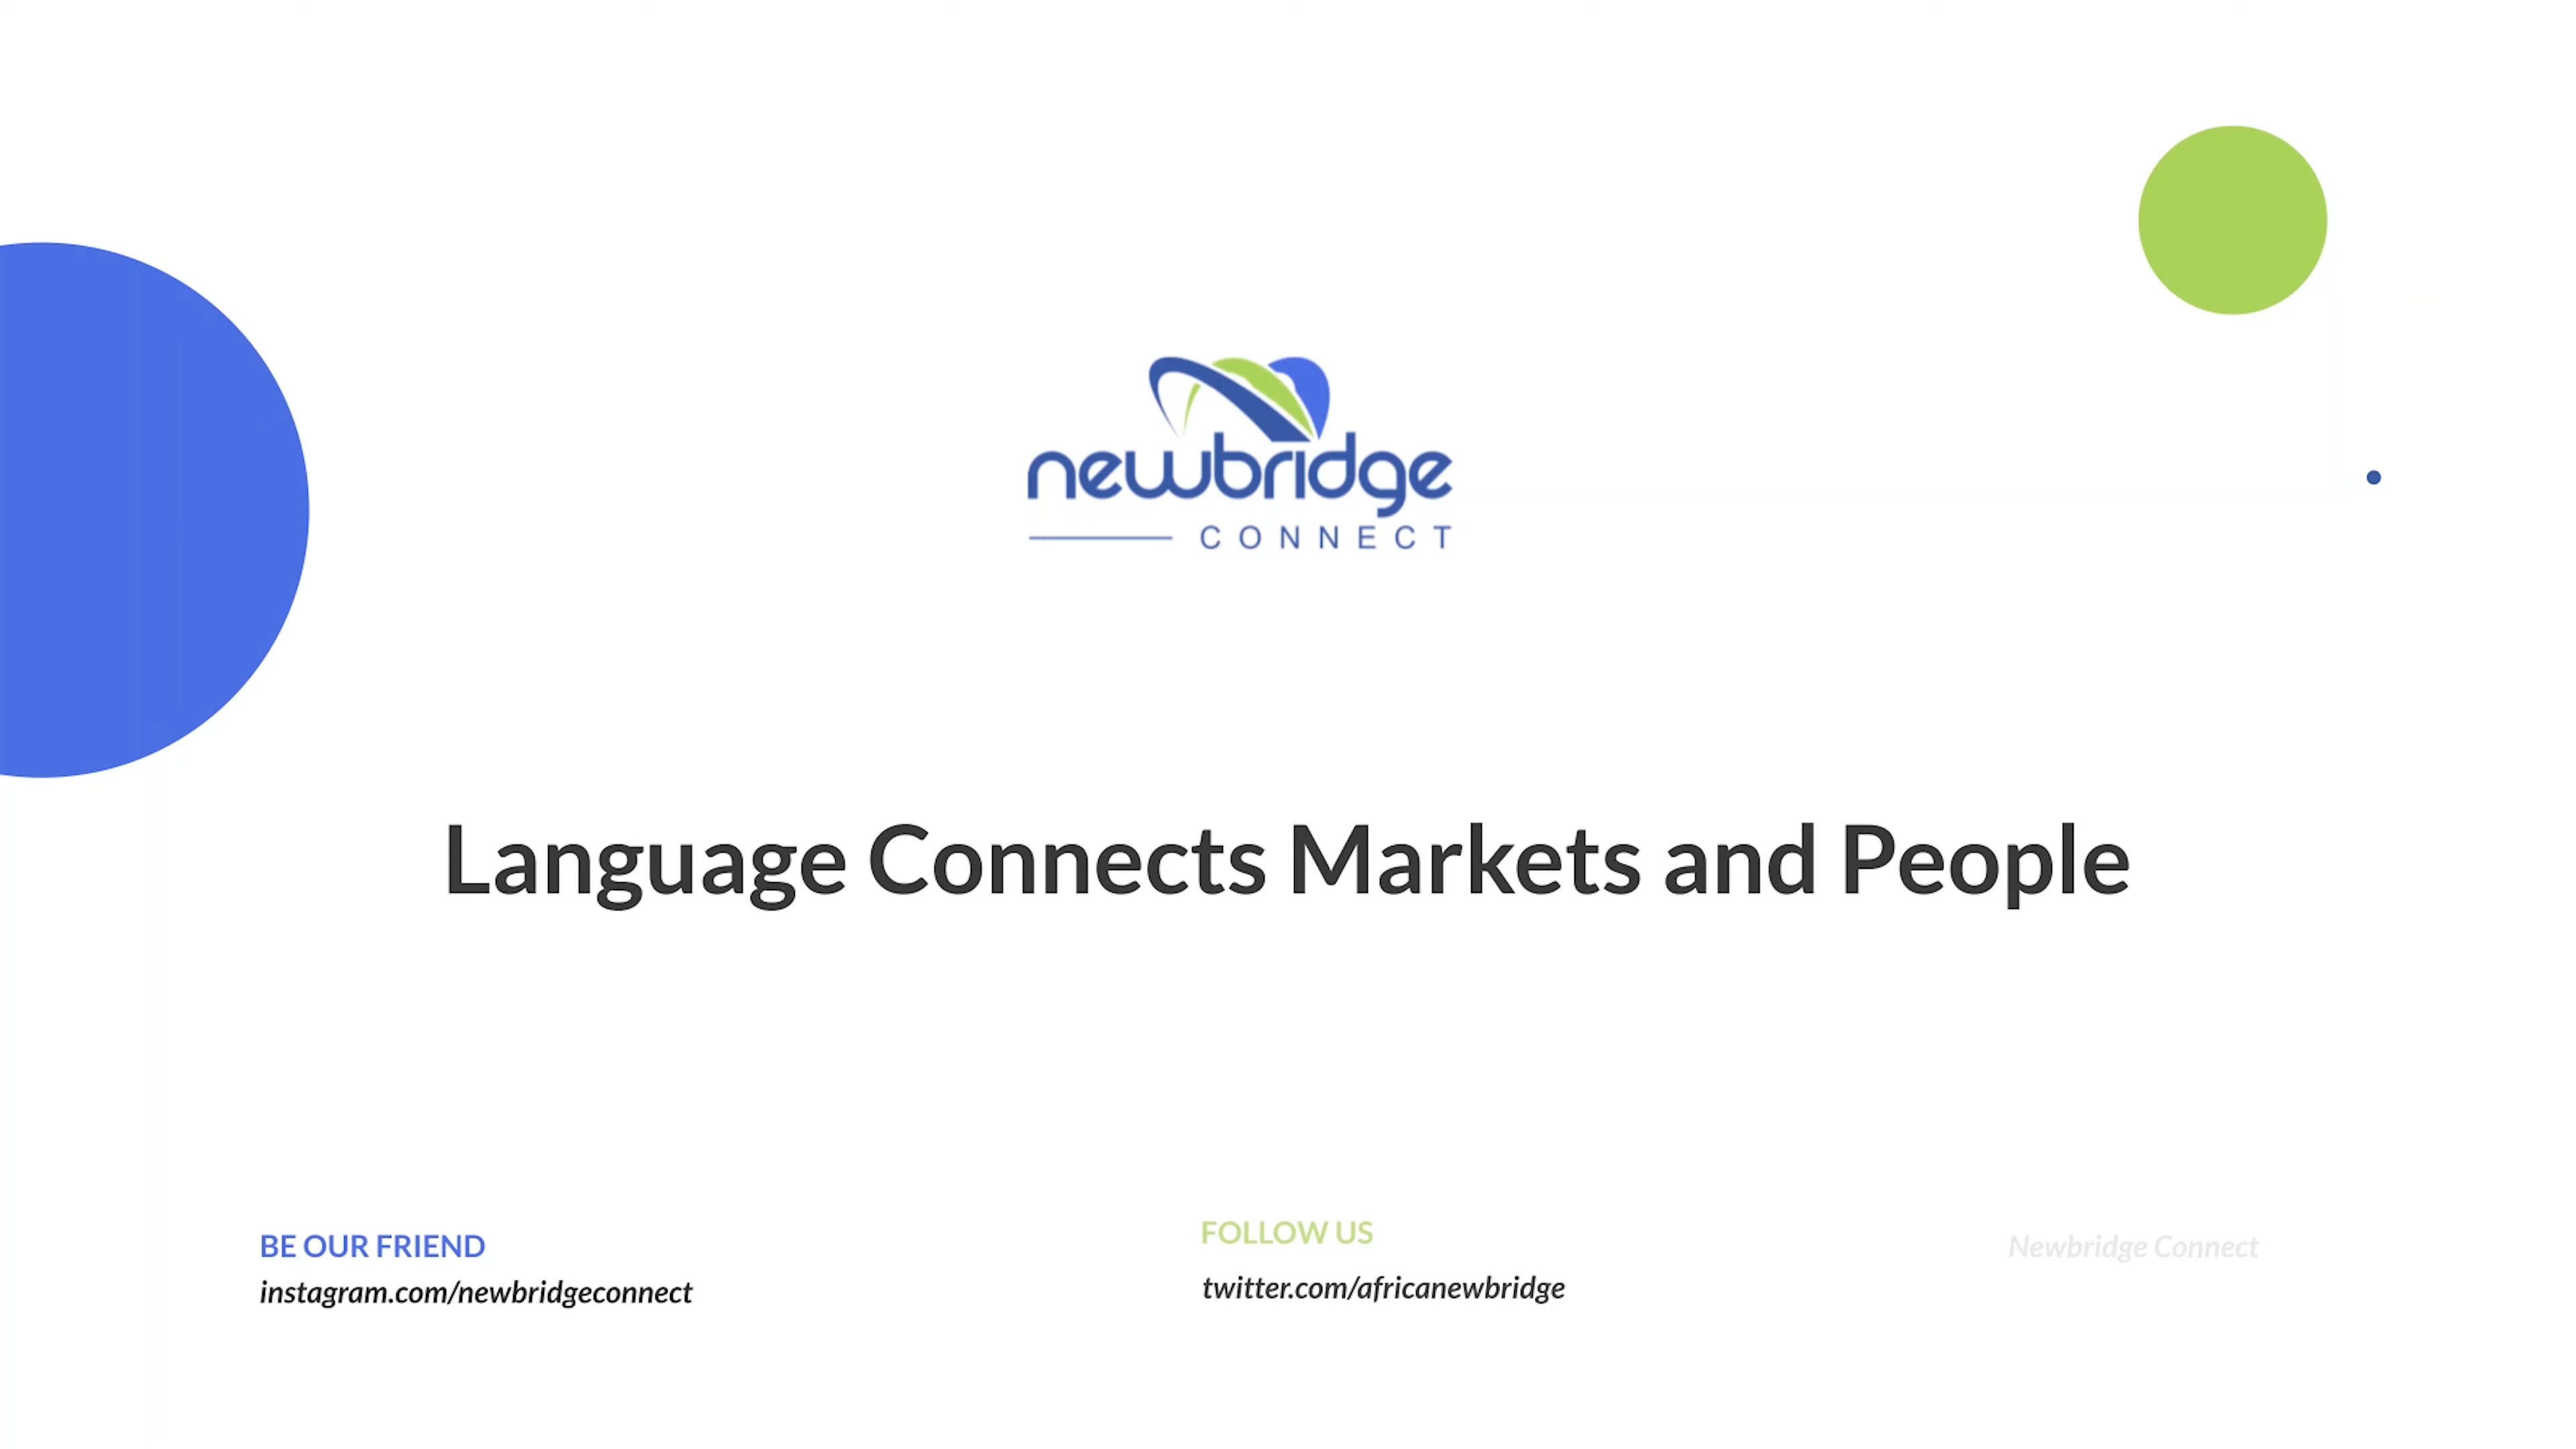 newbridge
CONNECT
Language Connects Markets and People
BE OUR FRIEND
instagram.com/newbridgeconnect
FOLLOW US
twitter.com/africanewbridge
Newbridge Connect